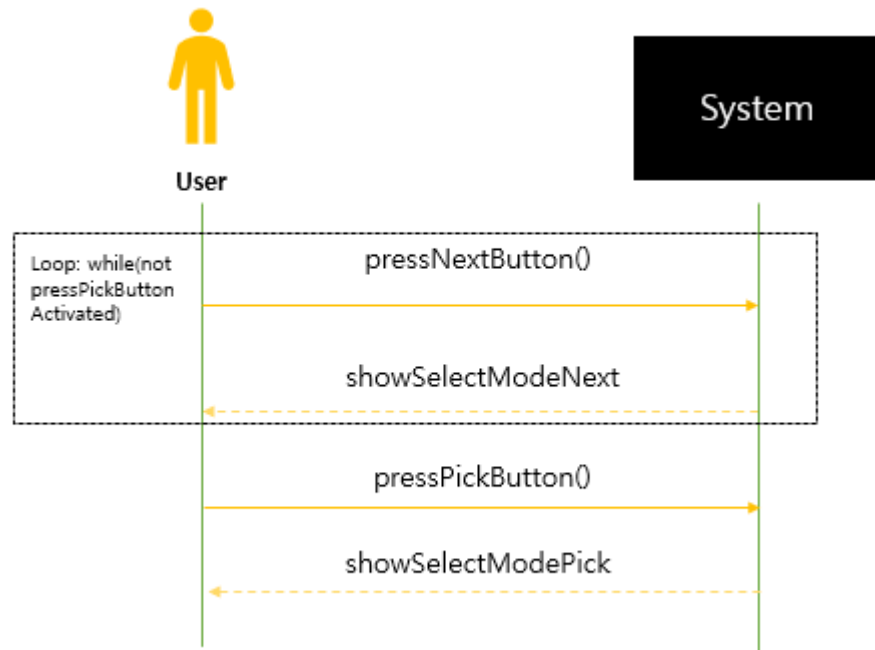 System
User
Loop: while(not
pressPickButton
Activated)
pressNextButton()
showSelectModeNext
pressPickButton()
showSelectModePick